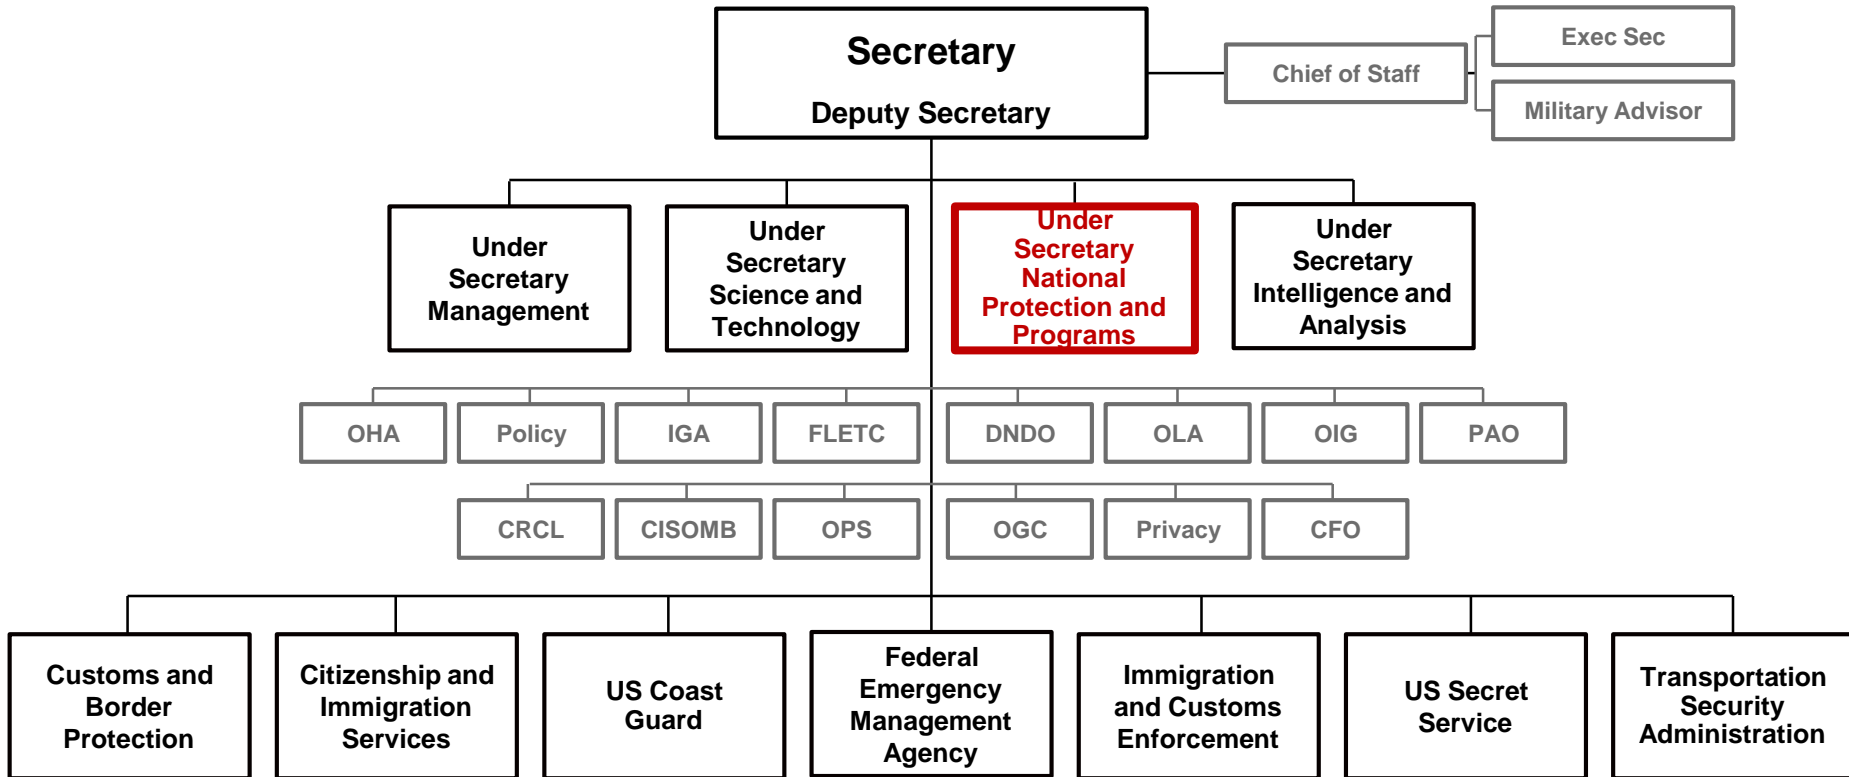 Secretary
Deputy Secretary
Chief of Staff
Exec Sec
Military Advisor
Under
Secretary
Management
Under
Secretary
Science and
Technology
Under
Secretary
National
Protection and
Programs
Under
Secretary
Intelligence and
Analysis
OHA
Policy
IGA
FLETC
DNDO
OLA
OIG
PAO
CRCL
CISOMB
OPS
OGC
Privacy
CFO
Customs and
Border
Protection
Citizenship and
Immigration
Services
US Coast
Guard
Federal
Emergency
Management
Agency
Immigration
and Customs
Enforcement
US Secret
Service
Transportation
Security
Administration